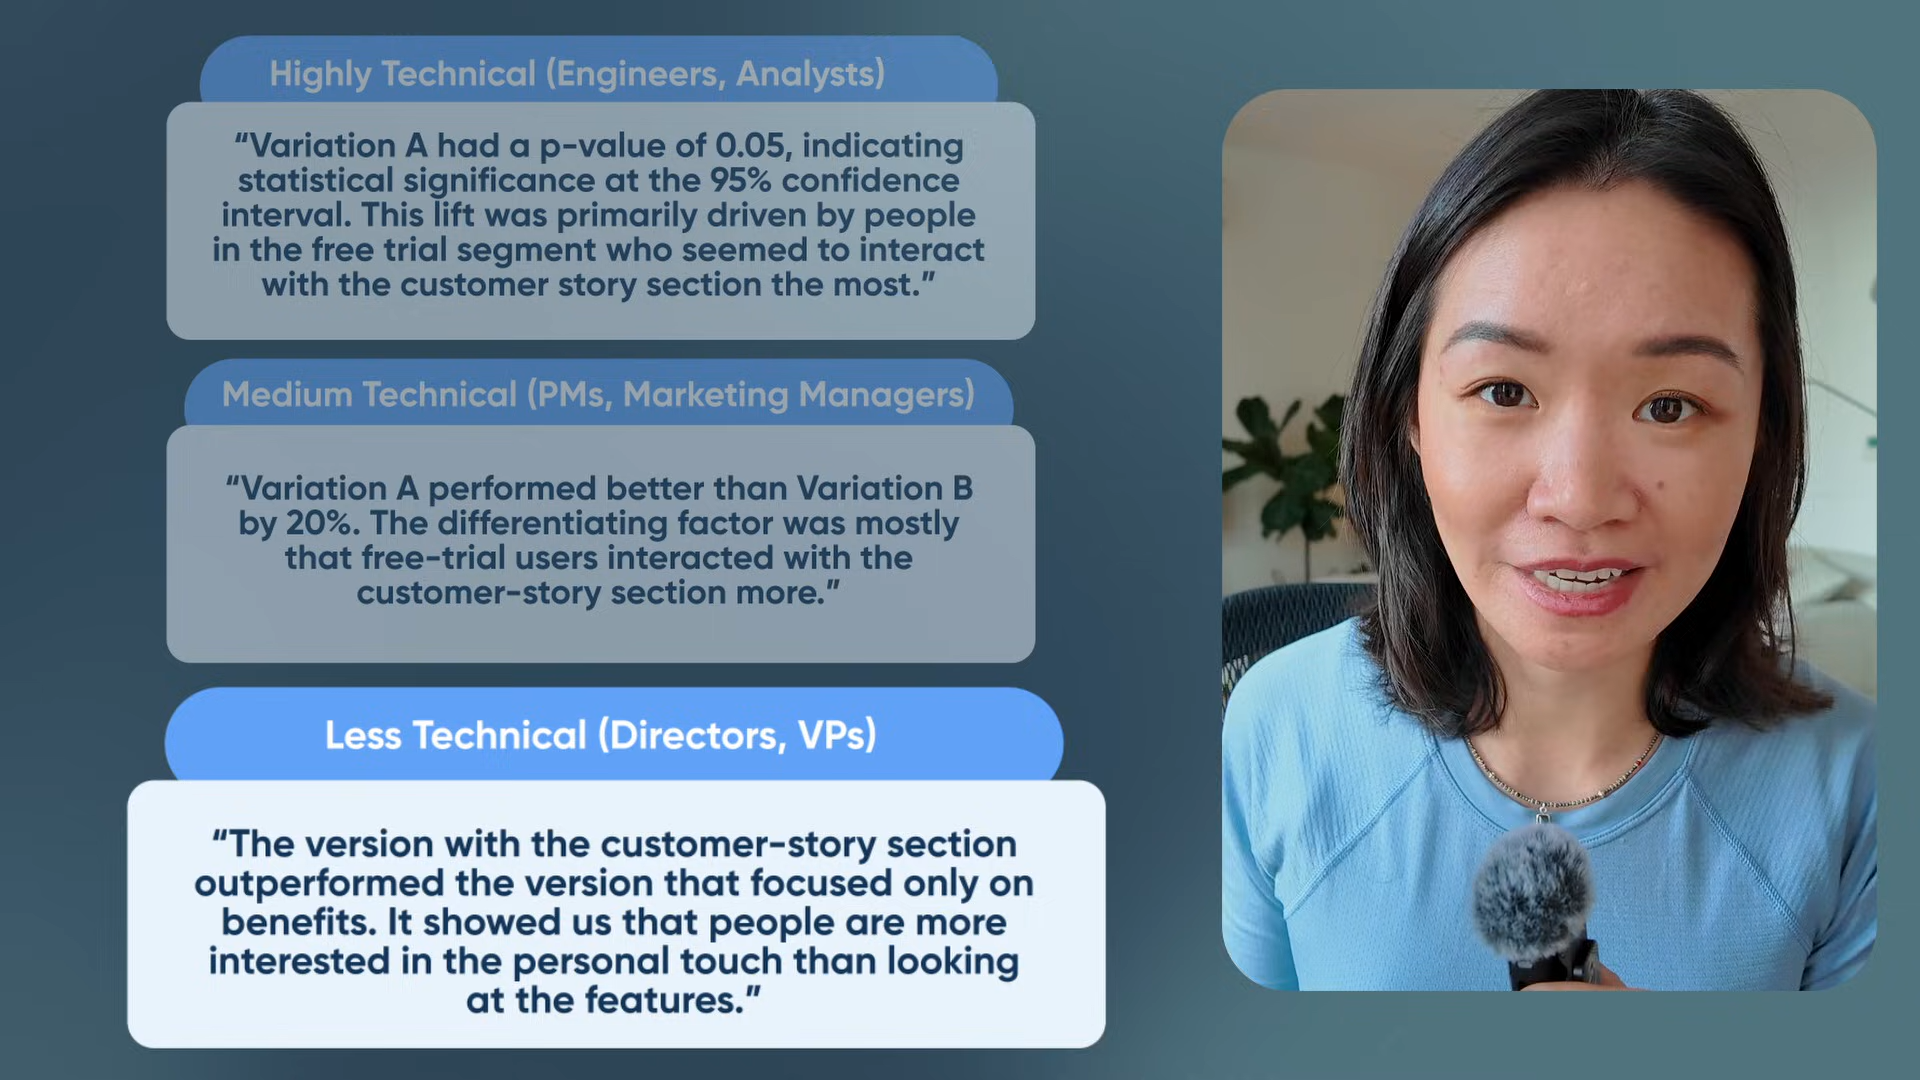 Highly Technical (Engineers, Analysts)
“Variation A had a p-value of 0.05, indicating
statistical significance at the 95% confidence
interval. This lift was primarily driven by people
in the free trial segment who seemed to interact
with the customer story section the most.”
Medium Technical (PMs, Marketing Managers)
“Variation A performed better than Variation B
by 20%. The differentiating factor was mostly
that free-trial users interacted with the
customer-story section more.”
Less Technical (Directors, VPs)
“The version with the customer-story section
outperformed the version that focused only on
benefits. It showed us that people are more
interested in the personal touch than looking
at the features.”